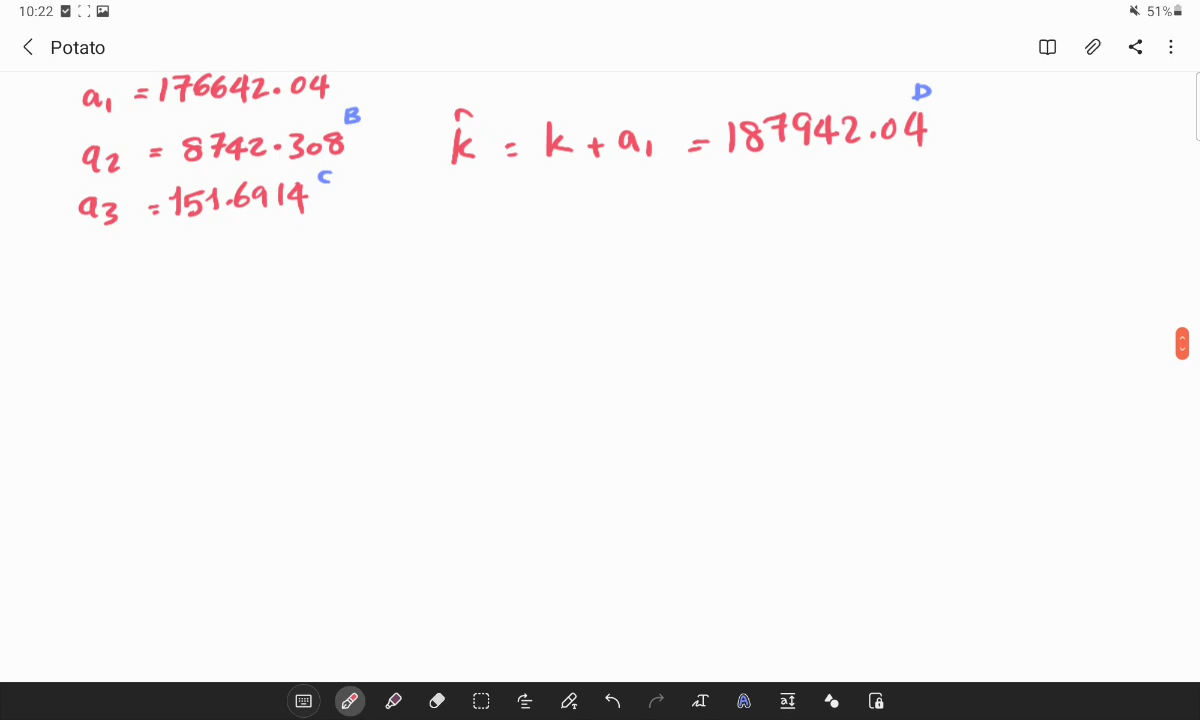 10:22 51%
Potato
a1 = 176642.04
a2 = 8742.308 B
a3 = 151.6914 C
k̂ = k + a1 = 187942.04 D